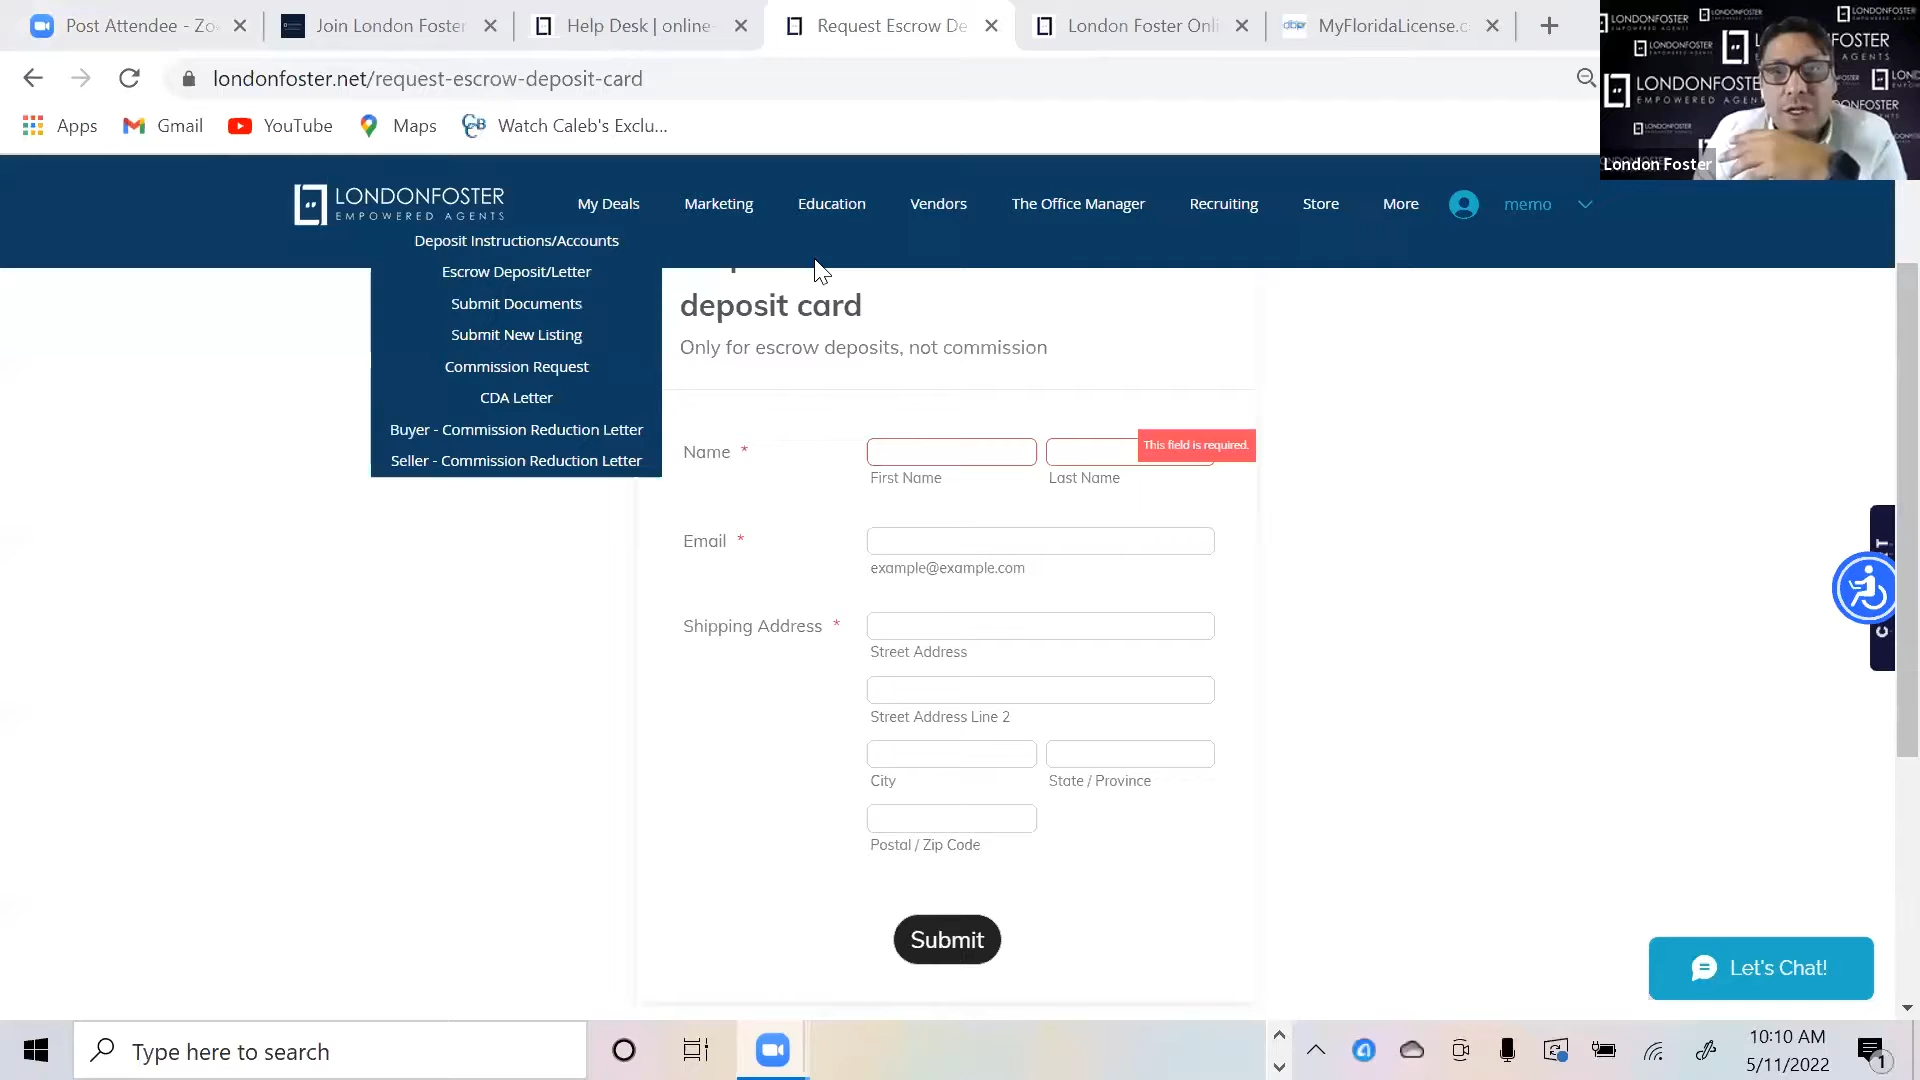 Post Attendee - Zo
Join London Foster
Help Desk | online-
Request Escrow De
London Foster Onli
MyFloridaLicense.c
londonfoster.net/request-escrow-deposit-card
Apps
Gmail
YouTube
Maps
Watch Caleb's Exclu...
London Foster
LONDONFOSTER
EMPOWERED AGENTS
My Deals
Marketing
Education
Vendors
The Office Manager
Recruiting
Store
More
memo
Deposit Instructions/Accounts
Escrow Deposit/Letter
Submit Documents
Submit New Listing
Commission Request
CDA Letter
Buyer - Commission Reduction Letter
Seller - Commission Reduction Letter
deposit card
Only for escrow deposits, not commission
Name *
This field is required.
First Name
Last Name
Email *
example@example.com
Shipping Address *
Street Address
Street Address Line 2
City
State / Province
Postal / Zip Code
Submit
Let's Chat!
Type here to search
10:10 AM
5/11/2022
1